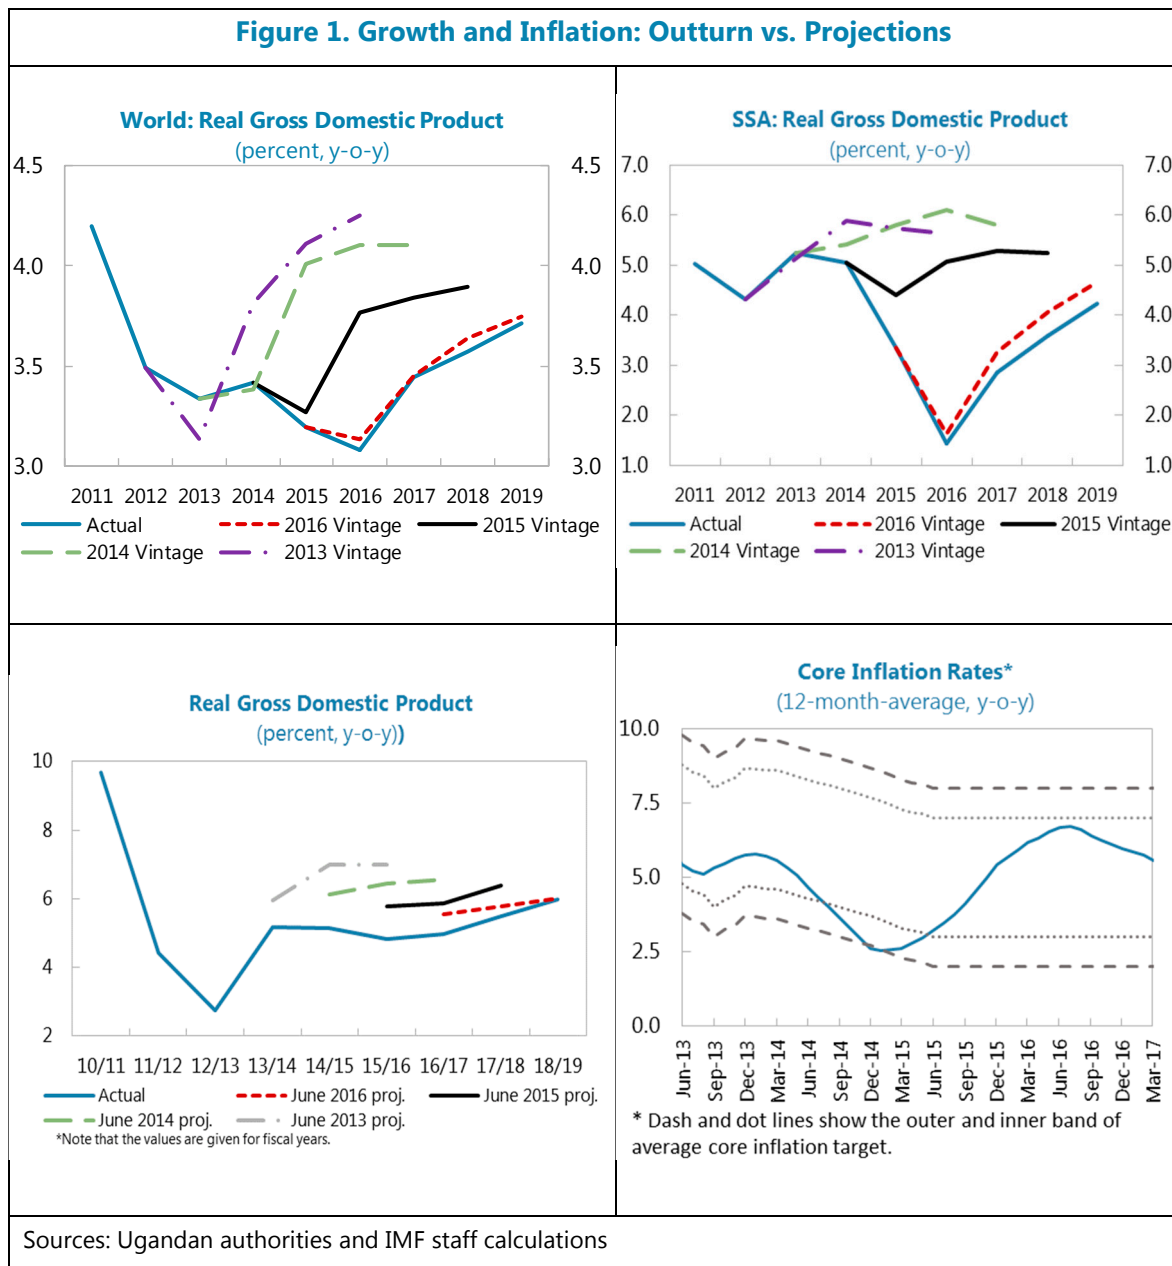 Figure 1. Growth and Inflation: Outturn vs. Projections
World: Real Gross Domestic Product
(percent, y-o-y)
4.5 4.5
4.0 4.0
3.5 3.5
3.0 3.0
2011 2012 2013 2014 2015 2016 2017 2018 2019
Actual 2016 Vintage 2015 Vintage
2014 Vintage 2013 Vintage
SSA: Real Gross Domestic Product
(percent, y-o-y)
7.0 7.0
6.0 6.0
5.0 5.0
4.0 4.0
3.0 3.0
2.0 2.0
1.0 1.0
2011 2012 2013 2014 2015 2016 2017 2018 2019
Actual 2016 Vintage 2015 Vintage
2014 Vintage 2013 Vintage
Real Gross Domestic Product
(percent, y-o-y))
10
8
6
4
2
10/11 11/12 12/13 13/14 14/15 15/16 16/17 17/18 18/19
Actual June 2016 proj. June 2015 proj.
June 2014 proj. June 2013 proj.
*Note that the values are given for fiscal years.
Core Inflation Rates*
(12-month-average, y-o-y)
10.0
7.5
5.0
2.5
0.0
Jun-13 Sep-13 Dec-13 Mar-14 Jun-14 Sep-14 Dec-14 Mar-15 Jun-15 Sep-15 Dec-15 Mar-16 Jun-16 Sep-16 Dec-16 Mar-17
* Dash and dot lines show the outer and inner band of
average core inflation target.
Sources: Ugandan authorities and IMF staff calculations